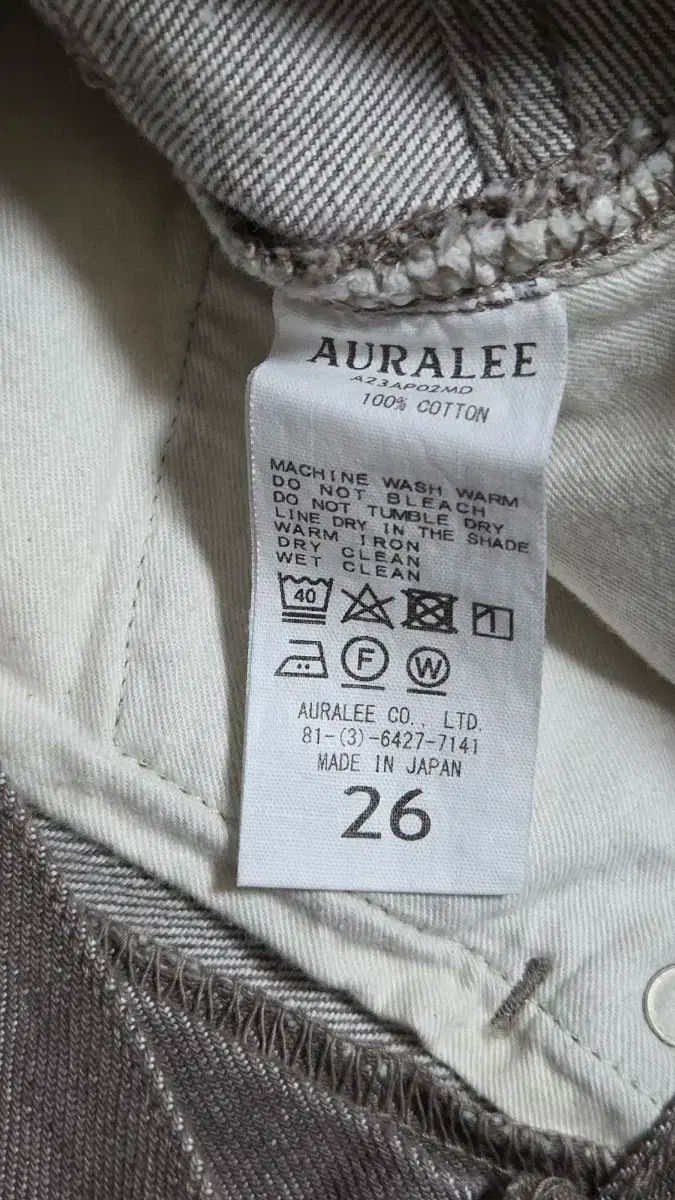 AURALEE
A23AP02MD
100% COTTON
MACHINE WASH WARM
DO NOT BLEACH
DO NOT TUMBLE DRY
LINE DRY IN THE SHADE
WARM IRON
DRY CLEAN
WET CLEAN
40
F W
AURALEE CO., LTD.
81-(3)-6427-7141
MADE IN JAPAN
26